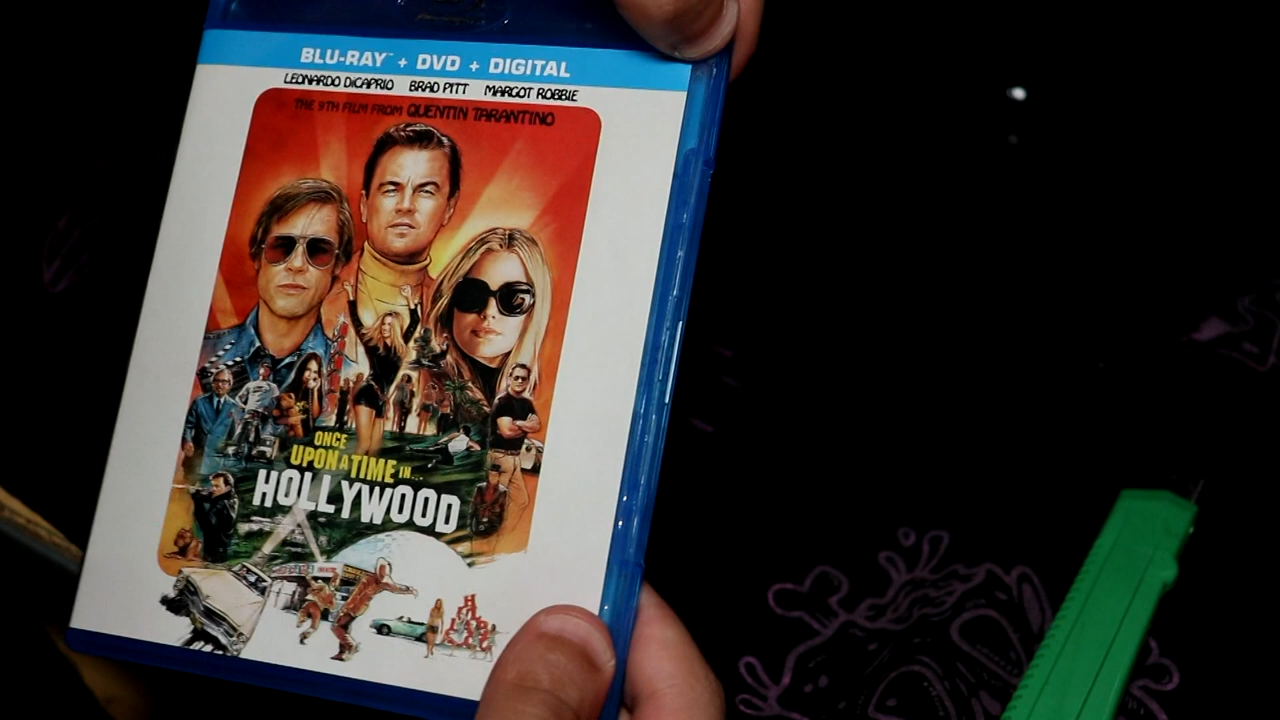 BLU-RAY™ + DVD + DIGITAL
LEONARDO DiCAPRIO BRAD PITT MARGOT ROBBIE
THE 9TH FILM FROM QUENTIN TARANTINO
ONCE
UPON A TIME IN...
HOLLYWOOD